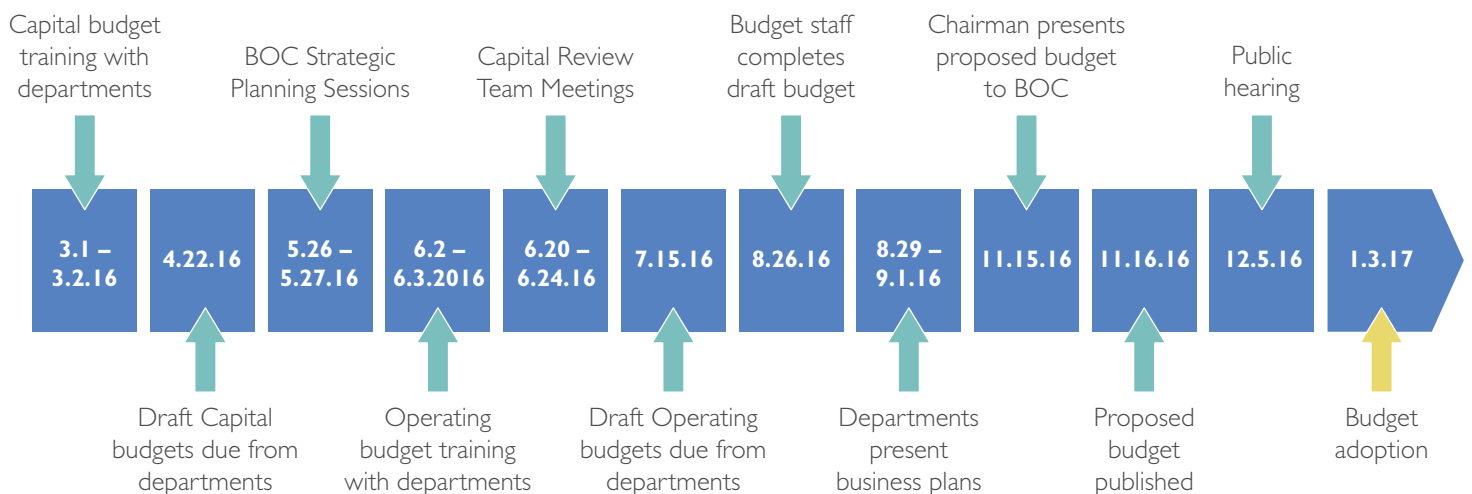 Capital budget
training with
departments
BOC Strategic
Planning Sessions
Capital Review
Team Meetings
Budget staff
completes
draft budget
Chairman presents
proposed budget
to BOC
Public
hearing
3.1 –
3.2.16
4.22.16
5.26 –
5.27.16
6.2 –
6.3.2016
6.20 –
6.24.16
7.15.16
8.26.16
8.29 –
9.1.16
11.15.16
11.16.16
12.5.16
1.3.17
Draft Capital
budgets due from
departments
Operating
budget training
with departments
Draft Operating
budgets due from
departments
Departments
present
business plans
Proposed
budget
published
Budget
adoption